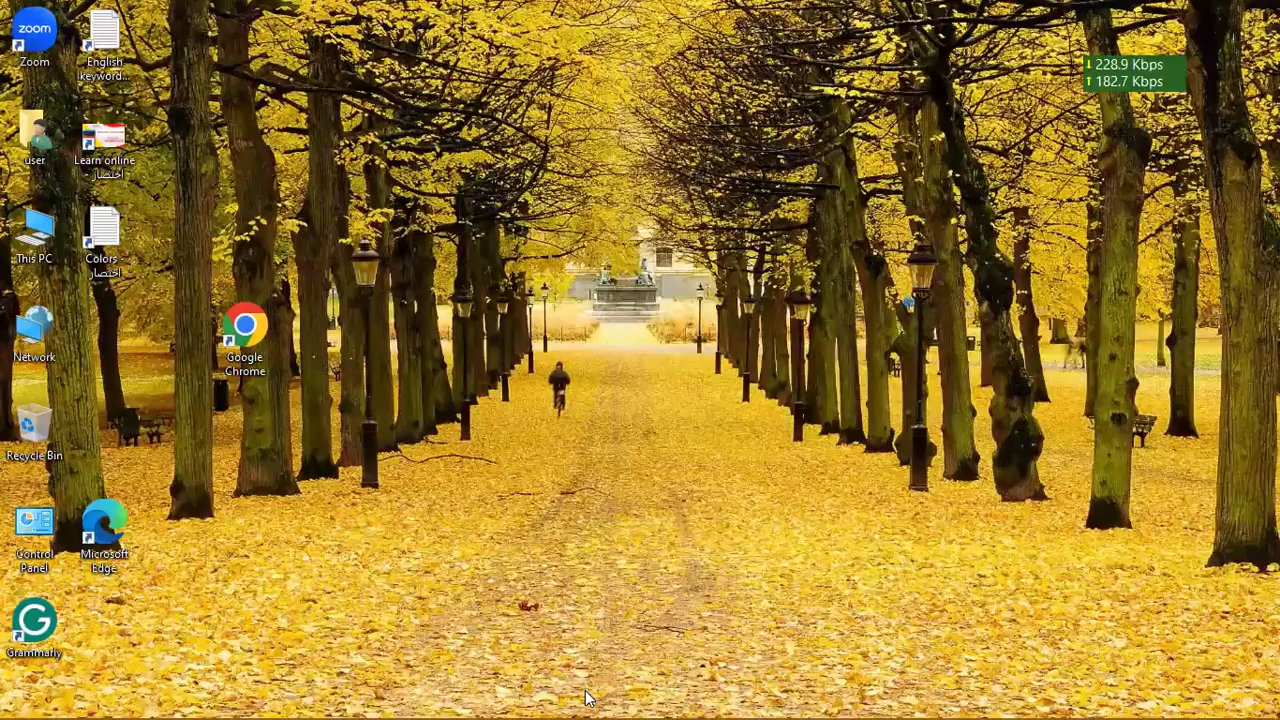 zoom
Zoom
English
keyword...
user
Learn online
- اختصار
This PC
Colors
- اختصار
Network
Google
Chrome
Recycle Bin
Control
Panel
Microsoft
Edge
Grammarly
228.9 Kbps
182.7 Kbps